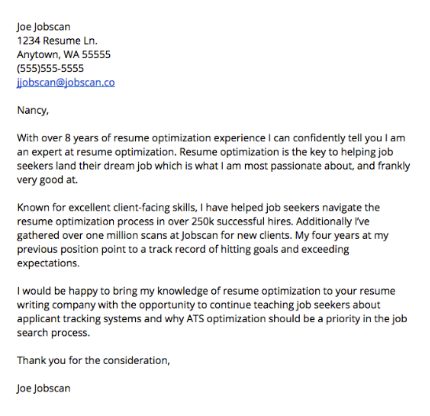 Joe Jobscan
1234 Resume Ln.
Anytown, WA 55555
(555)555-5555
jjobscan@jobscan.co
Nancy,
With over 8 years of resume optimization experience I can confidently tell you I am
an expert at resume optimization. Resume optimization is the key to helping job
seekers land their dream job which is what I am most passionate about, and frankly
very good at.
Known for excellent client-facing skills, I have helped job seekers navigate the
resume optimization process in over 250k successful hires. Additionally I've
gathered over one million scans at Jobscan for new clients. My four years at my
previous position point to a track record of hitting goals and exceeding
expectations.
I would be happy to bring my knowledge of resume optimization to your resume
writing company with the opportunity to continue teaching job seekers about
applicant tracking systems and why ATS optimization should be a priority in the job
search process.
Thank you for the consideration,
Joe Jobscan